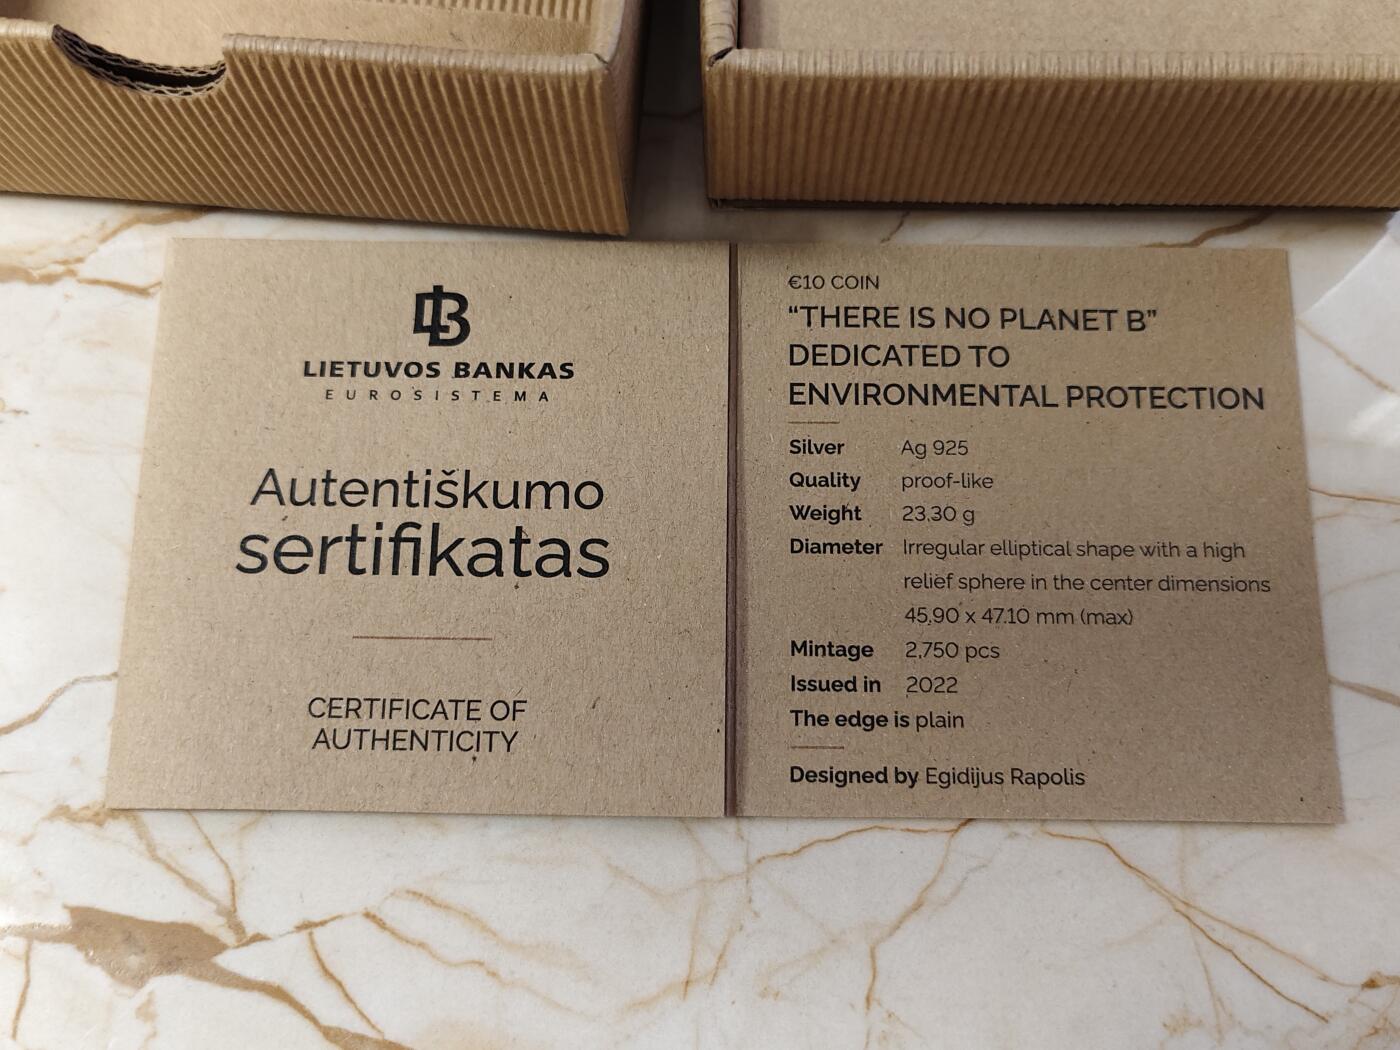 LB
LIETUVOS BANKAS
EUROSISTEMA
Autentiškumo
sertifikatas
CERTIFICATE OF
AUTHENTICITY
€10 COIN
“THERE IS NO PLANET B”
DEDICATED TO
ENVIRONMENTAL PROTECTION
Silver Ag 925
Quality proof-like
Weight 23.30 g
Diameter Irregular elliptical shape with a high
relief sphere in the center dimensions
45.90 x 47.10 mm (max)
Mintage 2,750 pcs
Issued in 2022
The edge is plain
Designed by Egidijus Rapolis